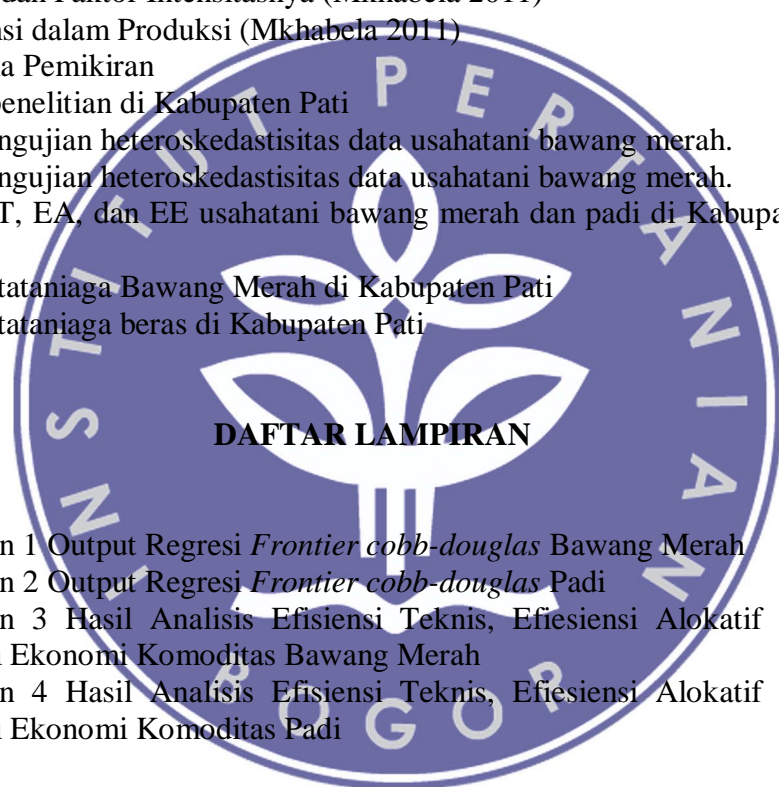 dan Faktor Intensitasnya (Mkhabela 2011)
si dalam Produksi (Mkhabela 2011)
a Pemikiran
penelitian di Kabupaten Pati
ngujian heteroskedastisitas data usahatani bawang merah.
ngujian heteroskedastisitas data usahatani bawang merah.
T, EA, dan EE usahatani bawang merah dan padi di Kabupa
tataniaga Bawang Merah di Kabupaten Pati
tataniaga beras di Kabupaten Pati
DAFTAR LAMPIRAN
n 1 Output Regresi Frontier cobb-douglas Bawang Merah
n 2 Output Regresi Frontier cobb-douglas Padi
n 3 Hasil Analisis Efisiensi Teknis, Efiesiensi Alokatif
i Ekonomi Komoditas Bawang Merah
n 4 Hasil Analisis Efisiensi Teknis, Efiesiensi Alokatif
i Ekonomi Komoditas Padi
INSTITUT PERTANIAN
BOGOR